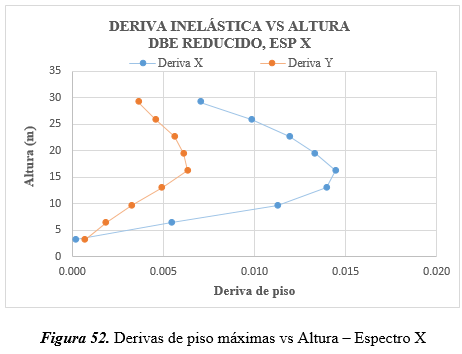 DERIVA INELÁSTICA VS ALTURA
DBE REDUCIDO, ESP X
Deriva X Deriva Y
Altura (m)
35
30
25
20
15
10
5
0
0.000 0.005 0.010 0.015 0.020
Deriva de piso
Figura 52. Derivas de piso máximas vs Altura – Espectro X